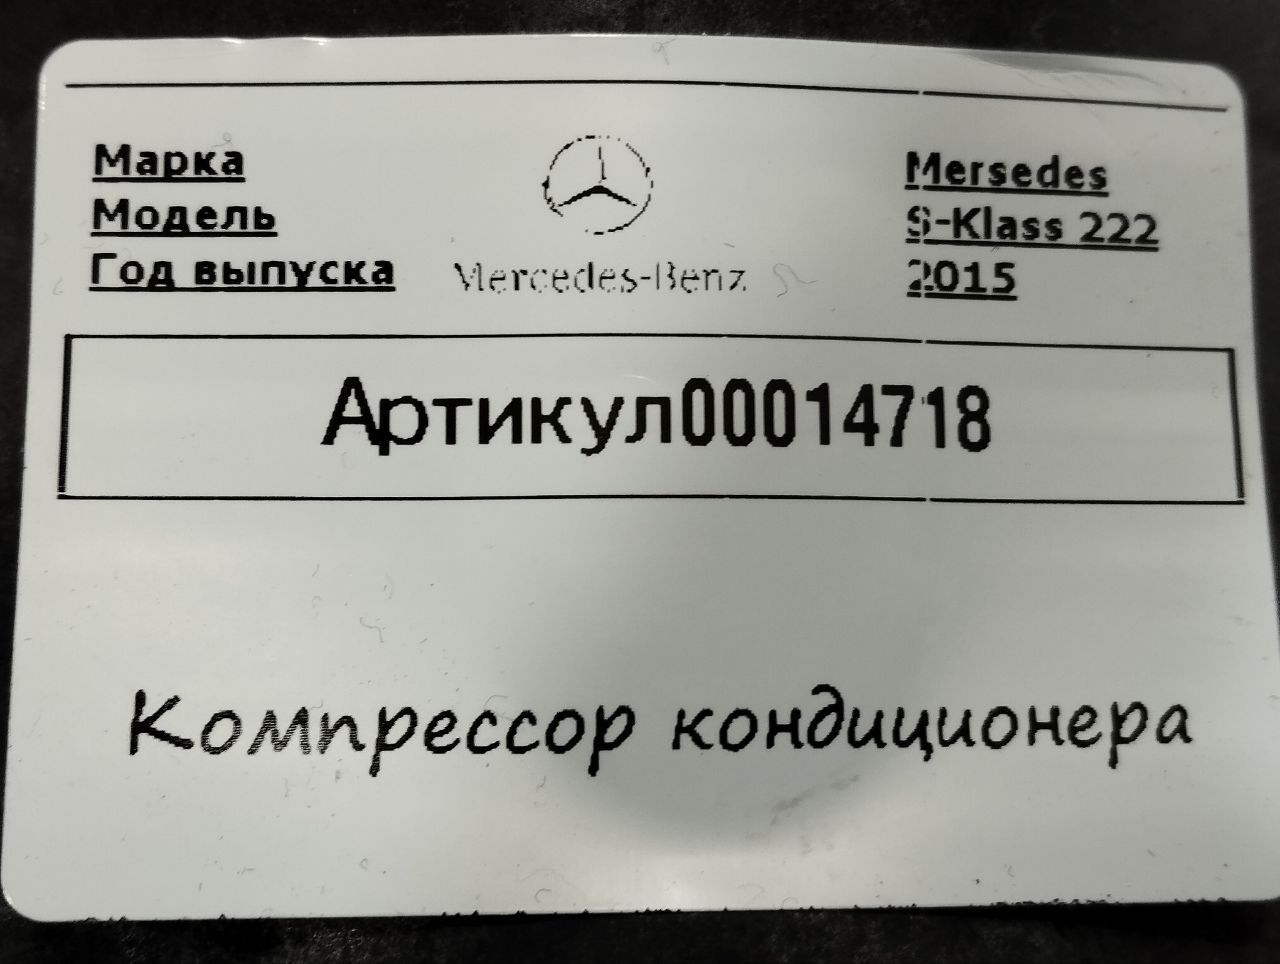 Марка
Модель
Год выпуска
Mercedes-Benz
Mersedes
S-Klass 222
2015
Артикул00014718
Компрессор кондиционера